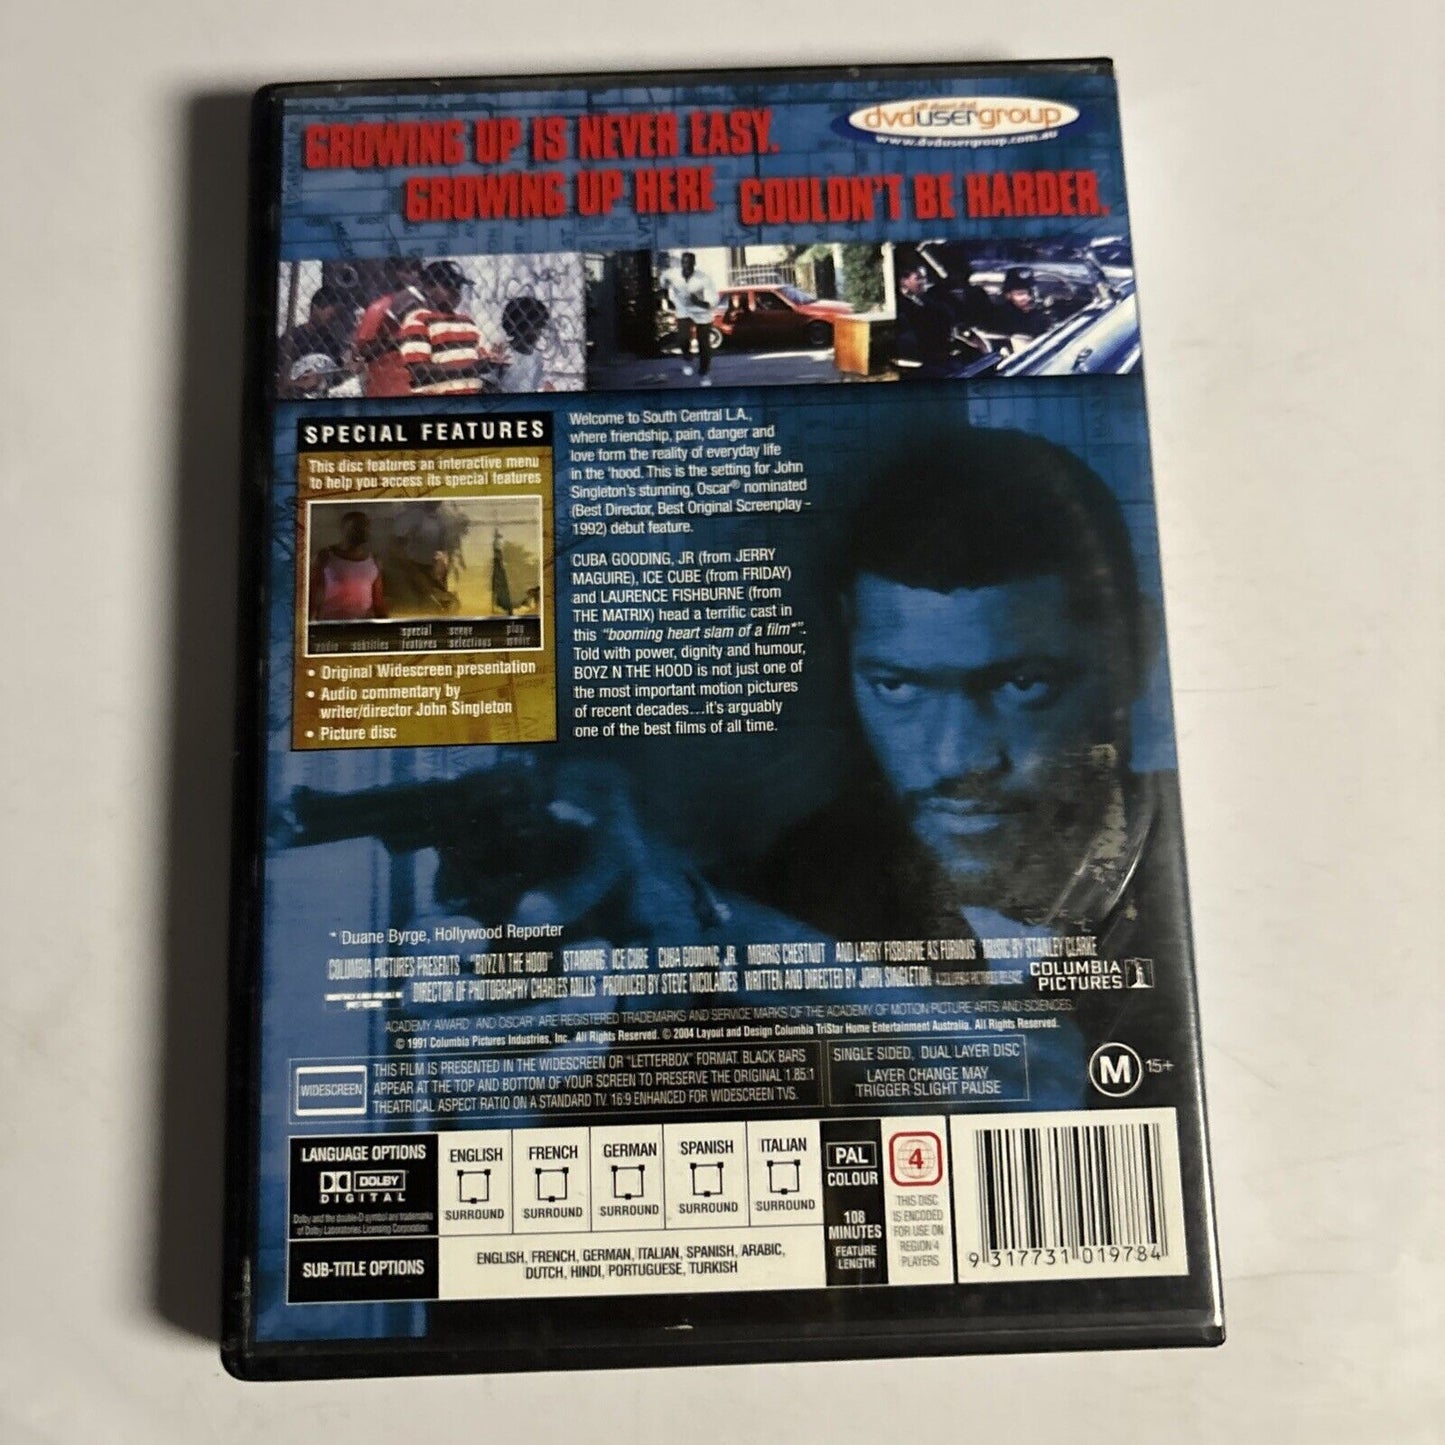 dvdusergroup
www.dvdusergroup.com.au
GROWING UP IS NEVER EASY.
GROWING UP HERE COULDN'T BE HARDER.
SPECIAL FEATURES
This disc features an interactive menu
to help you access its special features
audio subtitles special features scene selections play movie
• Original Widescreen presentation
• Audio commentary by
writer/director John Singleton
• Picture disc
Welcome to South Central L.A.,
where friendship, pain, danger and
love form the reality of everyday life
in the 'hood. This is the setting for John
Singleton's stunning, Oscar® nominated
(Best Director, Best Original Screenplay -
1992) debut feature.
CUBA GOODING, JR (from JERRY
MAGUIRE), ICE CUBE (from FRIDAY)
and LAURENCE FISHBURNE (from
THE MATRIX) head a terrific cast in
this "booming heart slam of a film*".
Told with power, dignity and humour,
BOYZ N THE HOOD is not just one of
the most important motion pictures
of recent decades...it's arguably
one of the best films of all time.
* Duane Byrge, Hollywood Reporter
COLUMBIA PICTURES PRESENTS "BOYZ N THE HOOD" STARRING ICE CUBE CUBA GOODING, JR. MORRIS CHESTNUT AND LARRY FISBURNE AS FURIOUS MUSIC BY STANLEY CLARKE
DIRECTOR OF PHOTOGRAPHY CHARLES MILLS PRODUCED BY STEVE NICOLAIDES WRITTEN AND DIRECTED BY JOHN SINGLETON
COLUMBIA
PICTURES
ACADEMY AWARD® AND OSCAR® ARE REGISTERED TRADEMARKS AND SERVICE MARKS OF THE ACADEMY OF MOTION PICTURE ARTS AND SCIENCES.
© 1991 Columbia Pictures Industries, Inc. All Rights Reserved. © 2004 Layout and Design Columbia TriStar Home Entertainment Australia. All Rights Reserved.
WIDESCREEN
THIS FILM IS PRESENTED IN THE WIDESCREEN OR "LETTERBOX" FORMAT. BLACK BARS
APPEAR AT THE TOP AND BOTTOM OF YOUR SCREEN TO PRESERVE THE ORIGINAL 1.85:1
THEATRICAL ASPECT RATIO ON A STANDARD TV. 16:9 ENHANCED FOR WIDESCREEN TVS.
SINGLE SIDED, DUAL LAYER DISC
LAYER CHANGE MAY
TRIGGER SLIGHT PAUSE
M 15+
LANGUAGE OPTIONS
DOLBY
DIGITAL
Dolby and the double-D symbol are trademarks
of Dolby Laboratories Licensing Corporation.
ENGLISH FRENCH GERMAN SPANISH ITALIAN
SURROUND SURROUND SURROUND SURROUND SURROUND
SUB-TITLE OPTIONS
ENGLISH, FRENCH, GERMAN, ITALIAN, SPANISH, ARABIC,
DUTCH, HINDI, PORTUGUESE, TURKISH
PAL
COLOUR
108
MINUTES
FEATURE
LENGTH
4
THIS DISC
IS ENCODED
FOR USE ON
REGION 4
PLAYERS
9 317731 019784